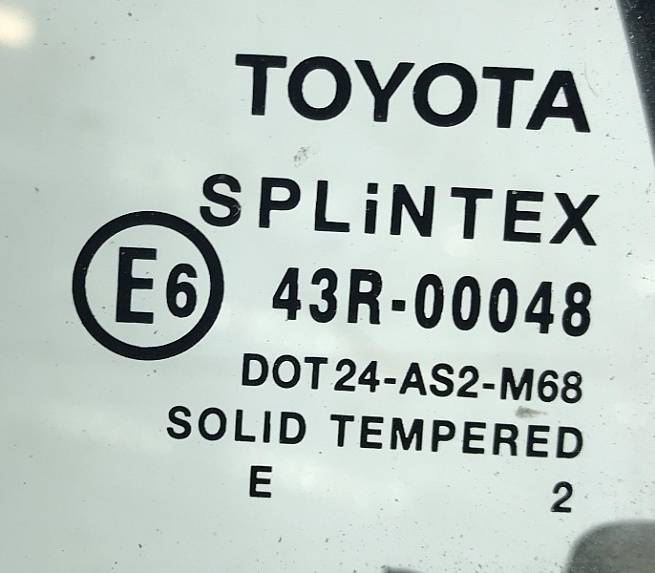 TOYOTA
SPLiNTEX
E6 43R-00048
DOT24-AS2-M68
SOLID TEMPERED
E 2